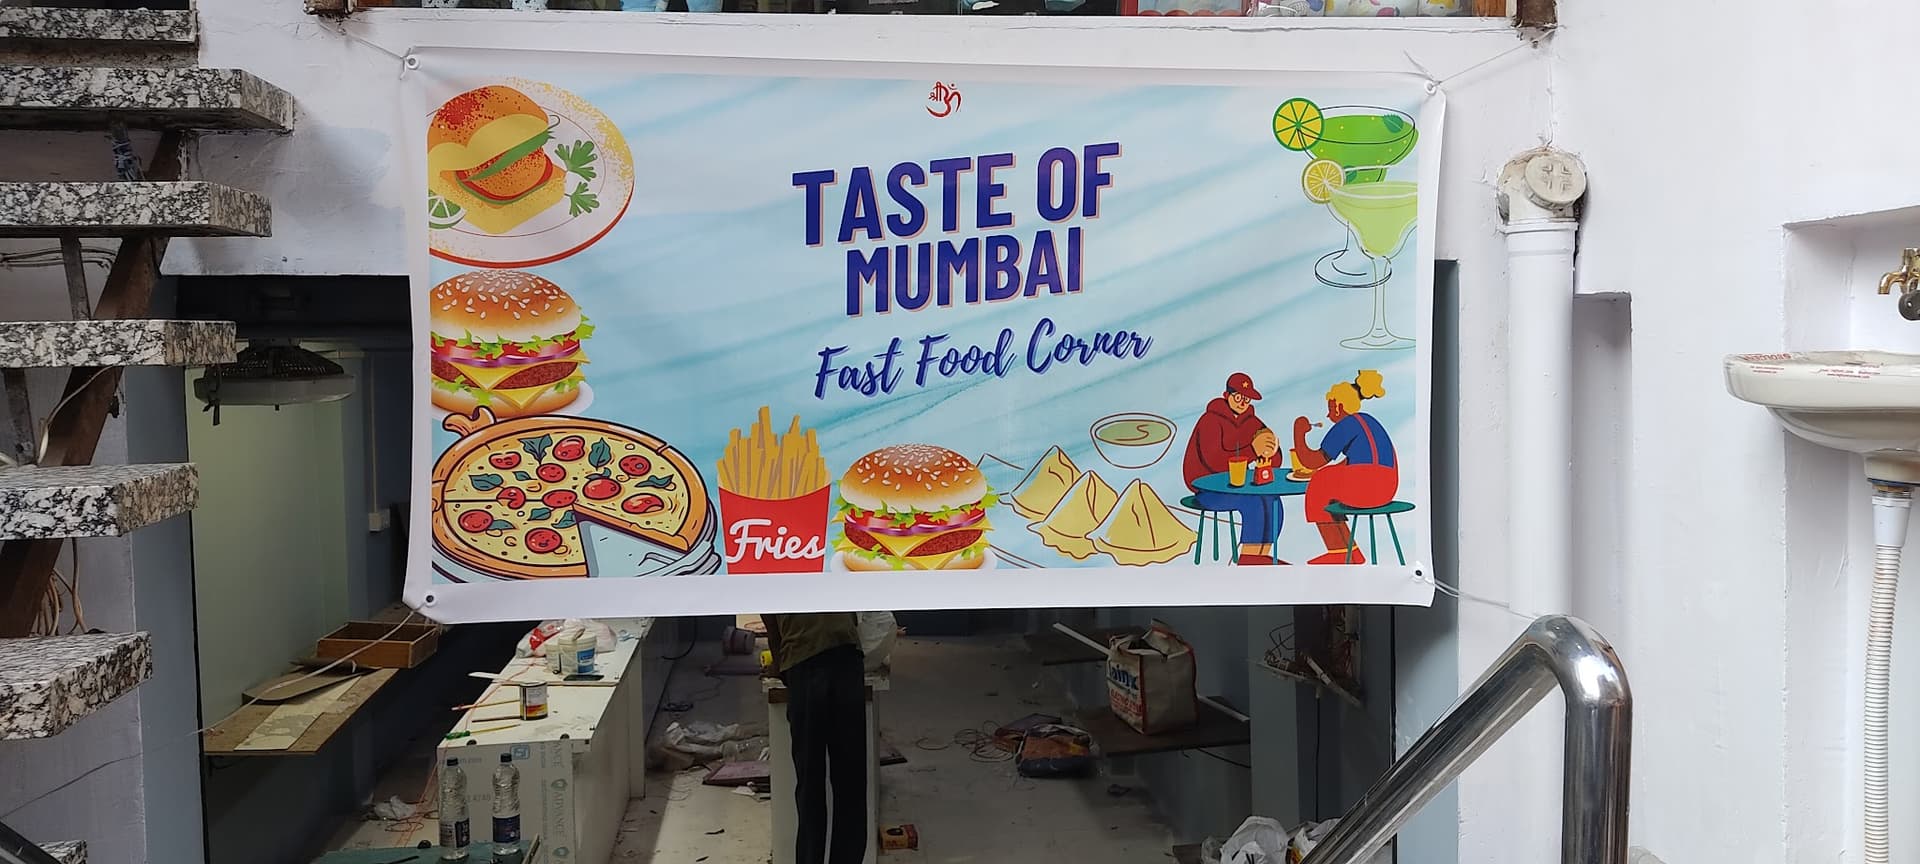 श्री ॐ
TASTE OF
MUMBAI
Fast Food Corner
Fries